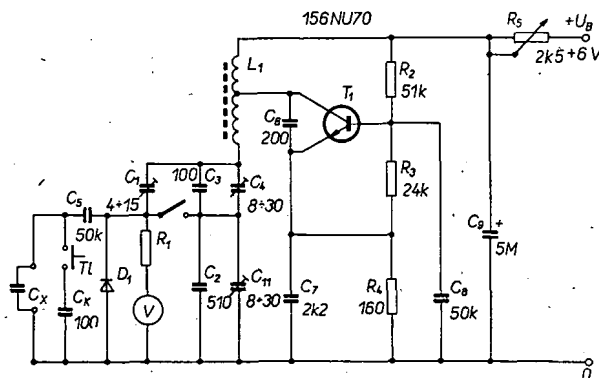 156NU70
R5
+UB
2k5
+6 V
L1
R2
51k
T1
C6
200
R3
24k
C1
100
C3
C4
8÷30
C5
4÷15
50k
R1
C9
+
5M
Tl
D1
C2
510
C11
8÷30
C7
2k2
R4
160
C8
50k
CX
CK
100
V
0